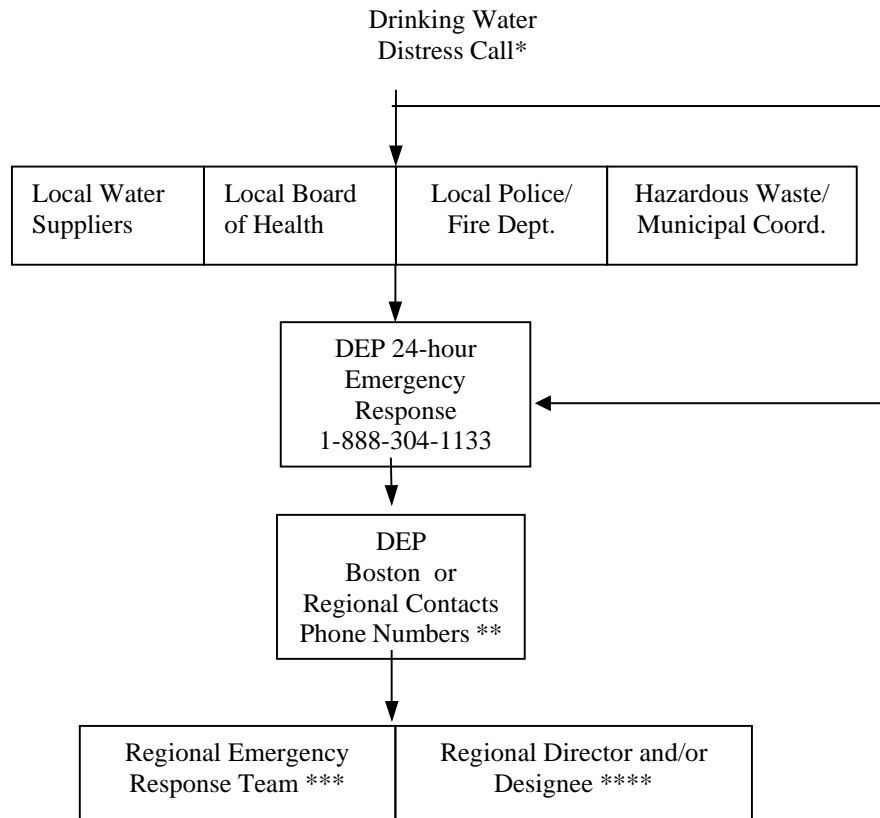 Drinking Water
Distress Call*
Local Water
Suppliers
Local Board
of Health
Local Police/
Fire Dept.
Hazardous Waste/
Municipal Coord.
DEP 24-hour
Emergency
Response
1-888-304-1133
DEP
Boston or
Regional Contacts
Phone Numbers **
Regional Emergency
Response Team ***
Regional Director and/or
Designee ****